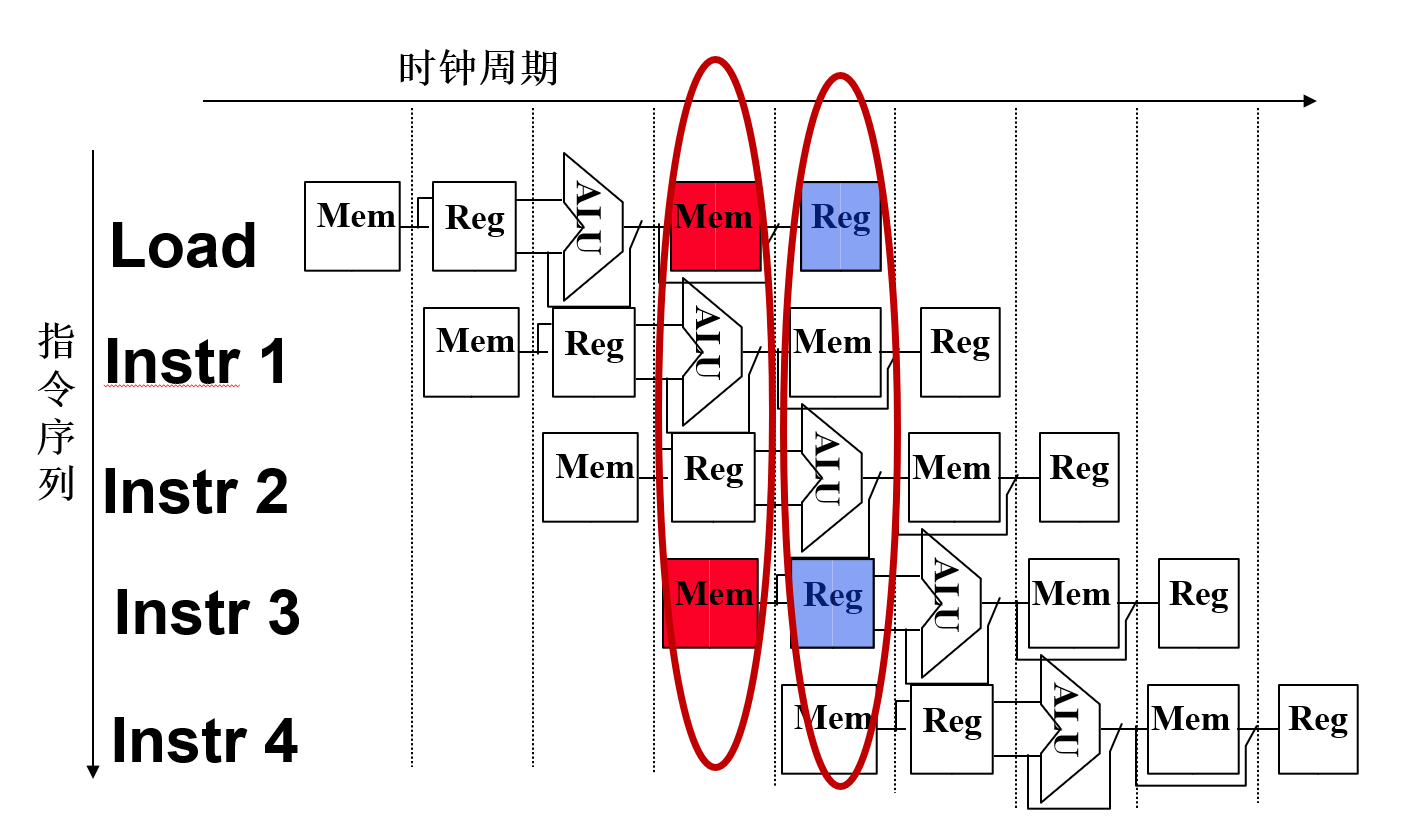 时钟周期
指令序列
Load
Mem Reg ALU Mem Reg
Instr 1
Mem Reg ALU Mem Reg
Instr 2
Mem Reg ALU Mem Reg
Instr 3
Mem Reg ALU Mem Reg
Instr 4
Mem Reg ALU Mem Reg